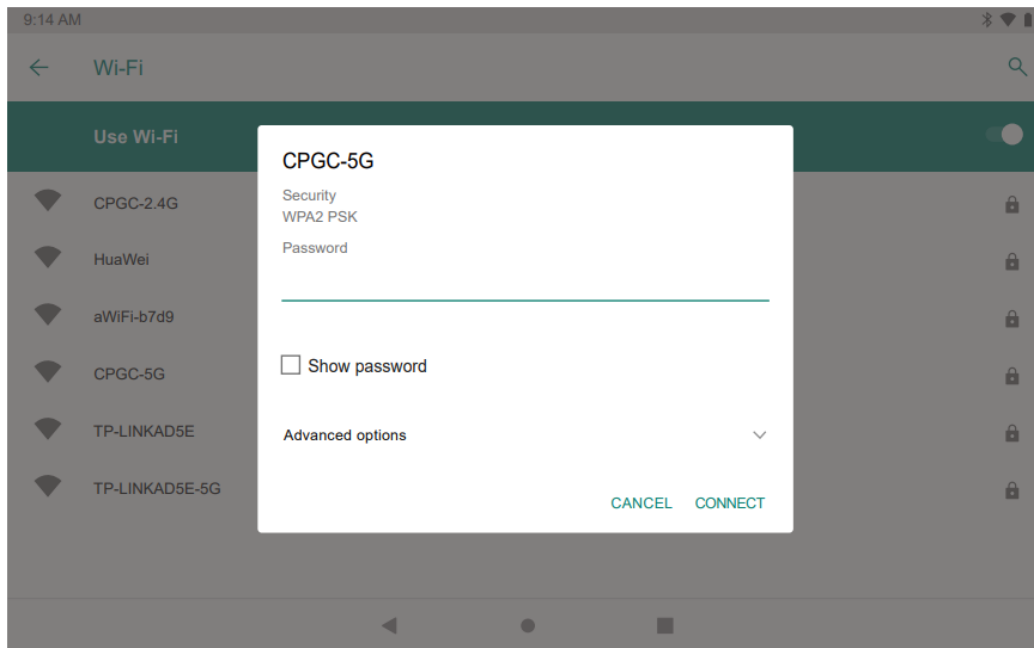 9:14 AM
Wi-Fi
Use Wi-Fi
CPGC-2.4G
HuaWei
aWiFi-b7d9
CPGC-5G
TP-LINKAD5E
TP-LINKAD5E-5G
CPGC-5G
Security
WPA2 PSK
Password
Show password
Advanced options
CANCEL CONNECT